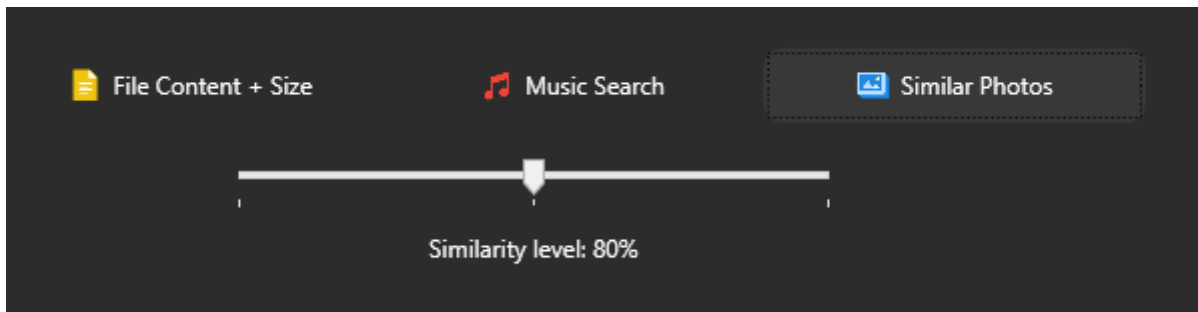 File Content + Size
Music Search
Similar Photos
Similarity level: 80%